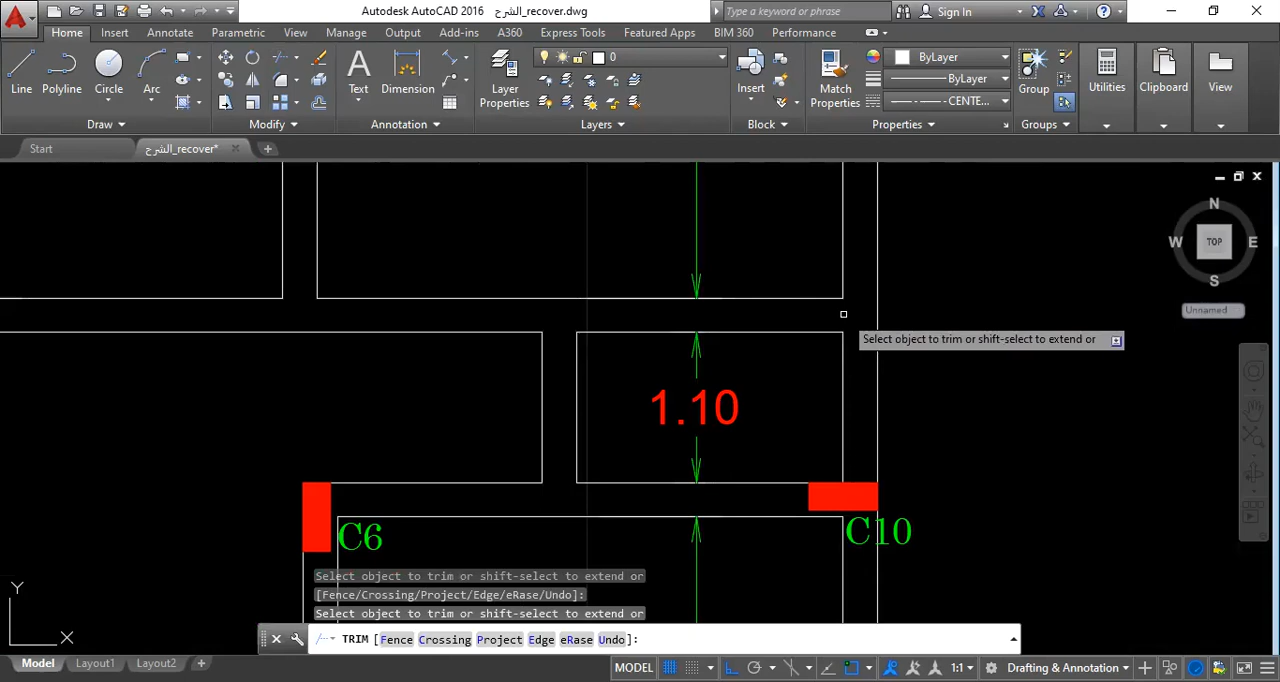 Autodesk AutoCAD 2016 الشرح_recover.dwg
Type a keyword or phrase
Sign In
Home Insert Annotate Parametric View Manage Output Add-ins A360 Express Tools Featured Apps BIM 360 Performance
Line Polyline Circle Arc
Text Dimension
Layer Properties
0
Insert
Match Properties
ByLayer
ByLayer
CENTE...
Group
Utilities
Clipboard
View
Draw Modify Annotation Layers Block Properties Groups
Start الشرح_recover*
N
W TOP E
S
Unnamed
Select object to trim or shift-select to extend or
1.10
C6
C10
Select object to trim or shift-select to extend or
[Fence/Crossing/Project/Edge/eRase/Undo]:
Select object to trim or shift-select to extend or
Y
X
TRIM [Fence Crossing Project Edge eRase Undo]:
Model Layout1 Layout2
MODEL 1:1 Drafting & Annotation